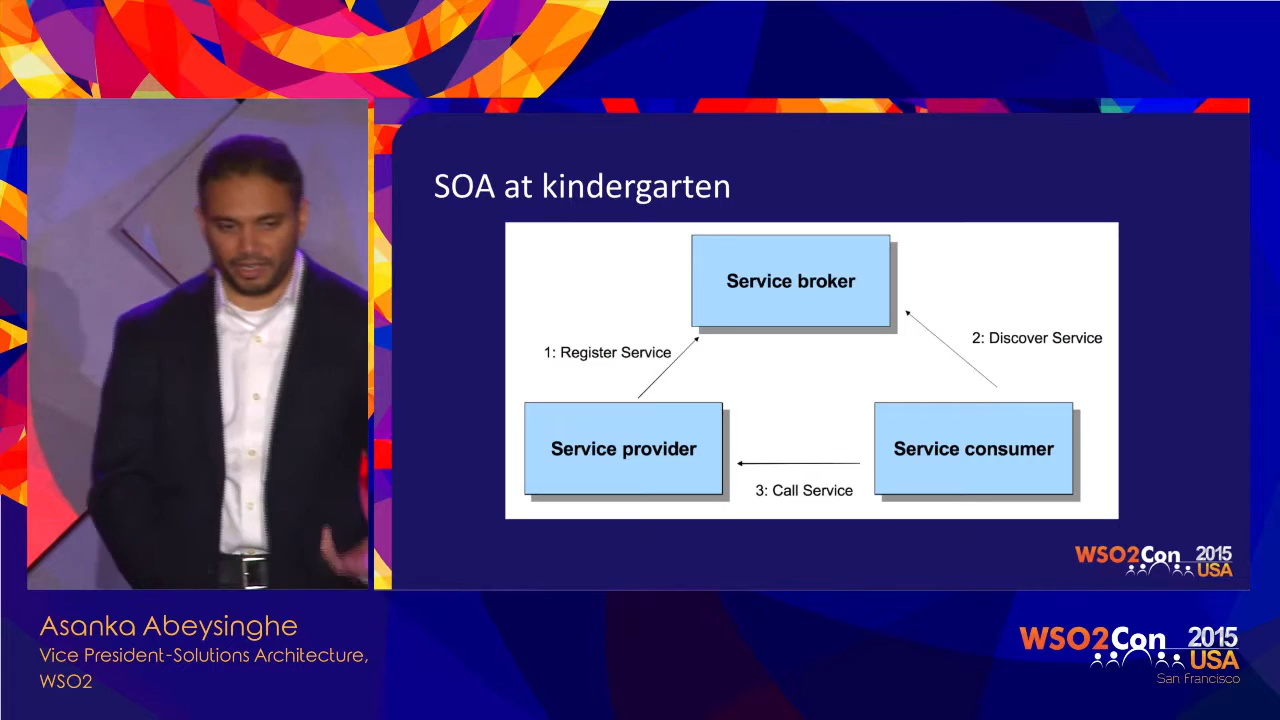 SOA at kindergarten
Service broker
1: Register Service
2: Discover Service
Service provider
Service consumer
3: Call Service
WSO2Con 2015
USA
Asanka Abeysinghe
Vice President-Solutions Architecture,
WSO2
WSO2Con 2015
USA
San Francisco